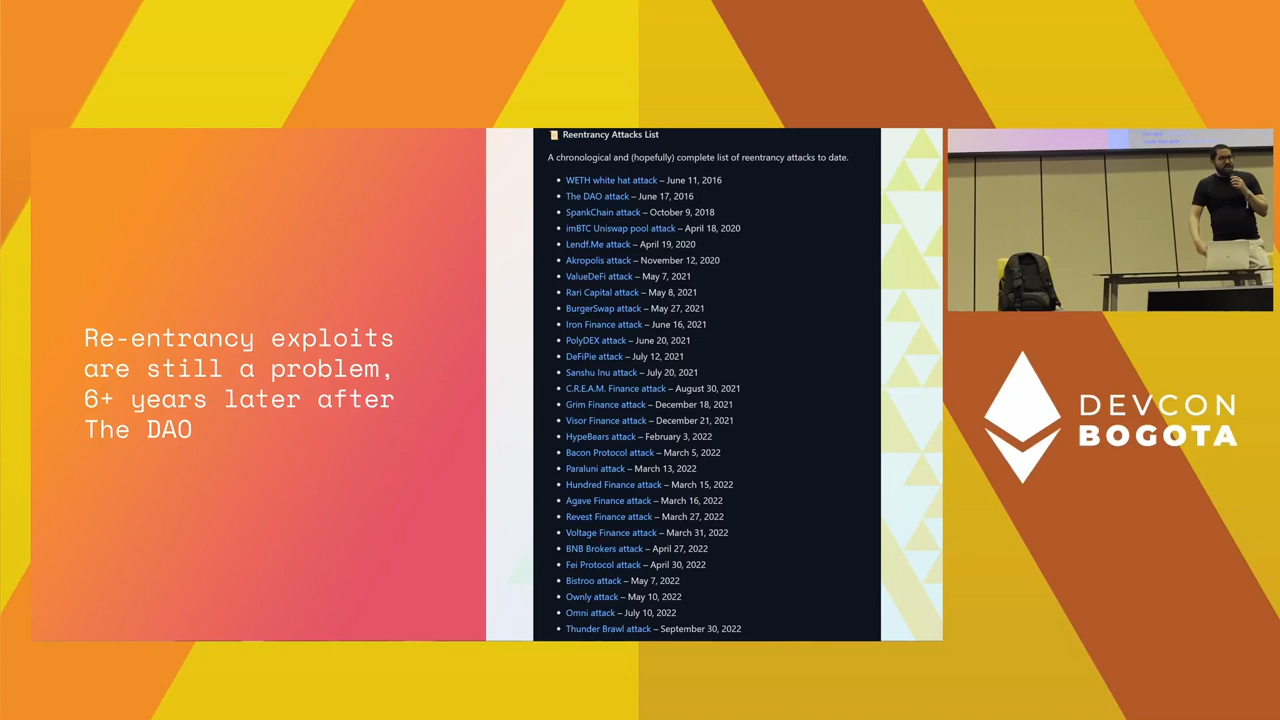 Re-entrancy exploits
are still a problem,
6+ years later after
The DAO
Reentrancy Attacks List
A chronological and (hopefully) complete list of reentrancy attacks to date.
• WETH white hat attack – June 11, 2016
• The DAO attack – June 17, 2016
• SpankChain attack – October 9, 2018
• imBTC Uniswap pool attack – April 18, 2020
• Lendf.Me attack – April 19, 2020
• Akropolis attack – November 12, 2020
• ValueDeFi attack – May 7, 2021
• Rari Capital attack – May 8, 2021
• BurgerSwap attack – May 27, 2021
• Iron Finance attack – June 16, 2021
• PolyDEX attack – June 20, 2021
• DeFiPie attack – July 12, 2021
• Sanshu Inu attack – July 20, 2021
• C.R.E.A.M. Finance attack – August 30, 2021
• Grim Finance attack – December 18, 2021
• Visor Finance attack – December 21, 2021
• HypeBears attack – February 3, 2022
• Bacon Protocol attack – March 5, 2022
• Paraluni attack – March 13, 2022
• Hundred Finance attack – March 15, 2022
• Agave Finance attack – March 16, 2022
• Revest Finance attack – March 27, 2022
• Voltage Finance attack – March 31, 2022
• BNB Brokers attack – April 27, 2022
• Fei Protocol attack – April 30, 2022
• Bistroo attack – May 7, 2022
• Ownly attack – May 10, 2022
• Omni attack – July 10, 2022
• Thunder Brawl attack – September 30, 2022
DEVCON
BOGOTA